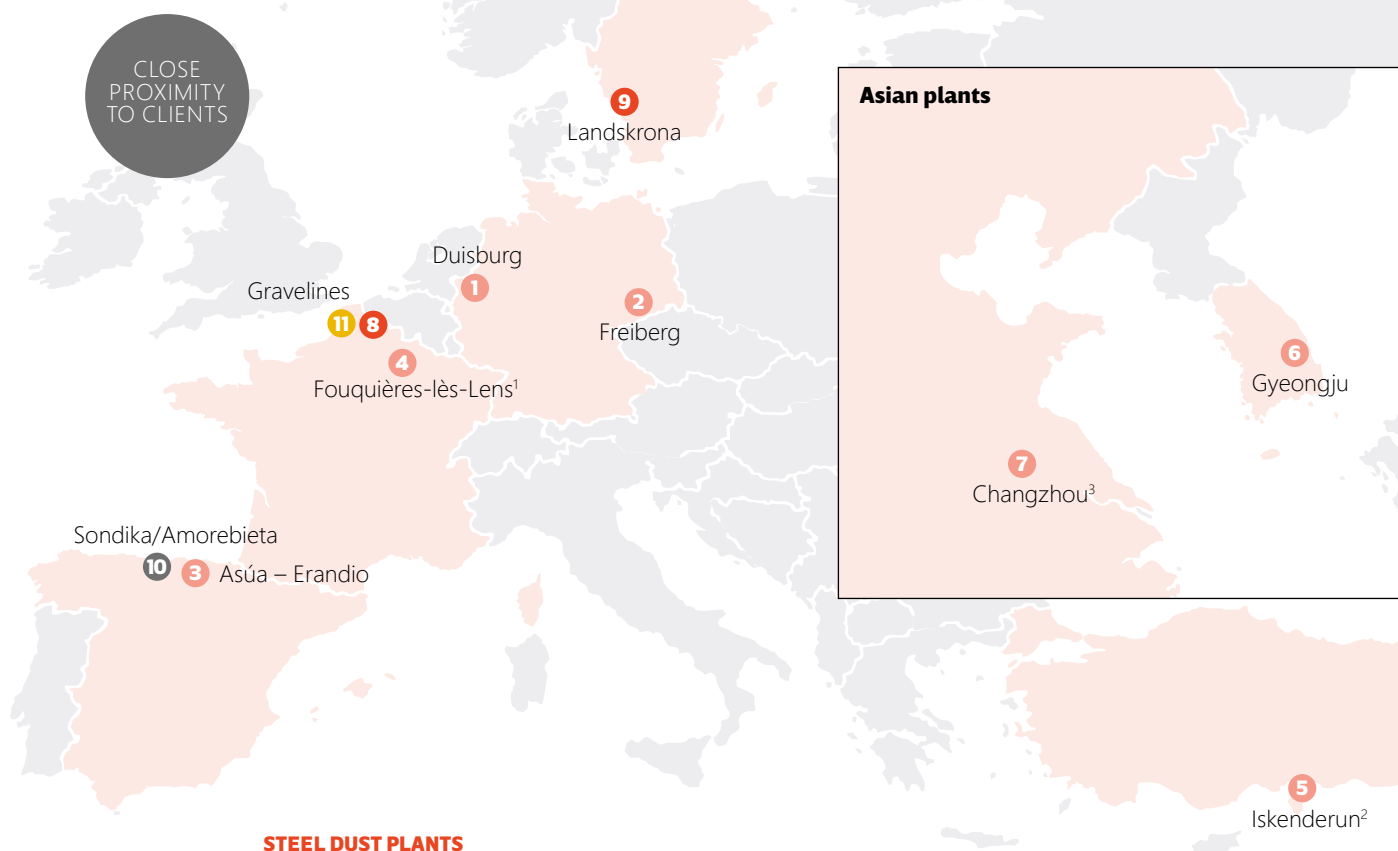 CLOSE
PROXIMITY
TO CLIENTS
Asian plants
9
Landskrona
Duisburg
1
2
Freiberg
Gravelines
11 8
4
Fouquières-lès-Lens¹
6
Gyeongju
7
Changzhou³
Sondika/Amorebieta
10 3 Asúa – Erandio
5
Iskenderun²
STEEL DUST PLANTS